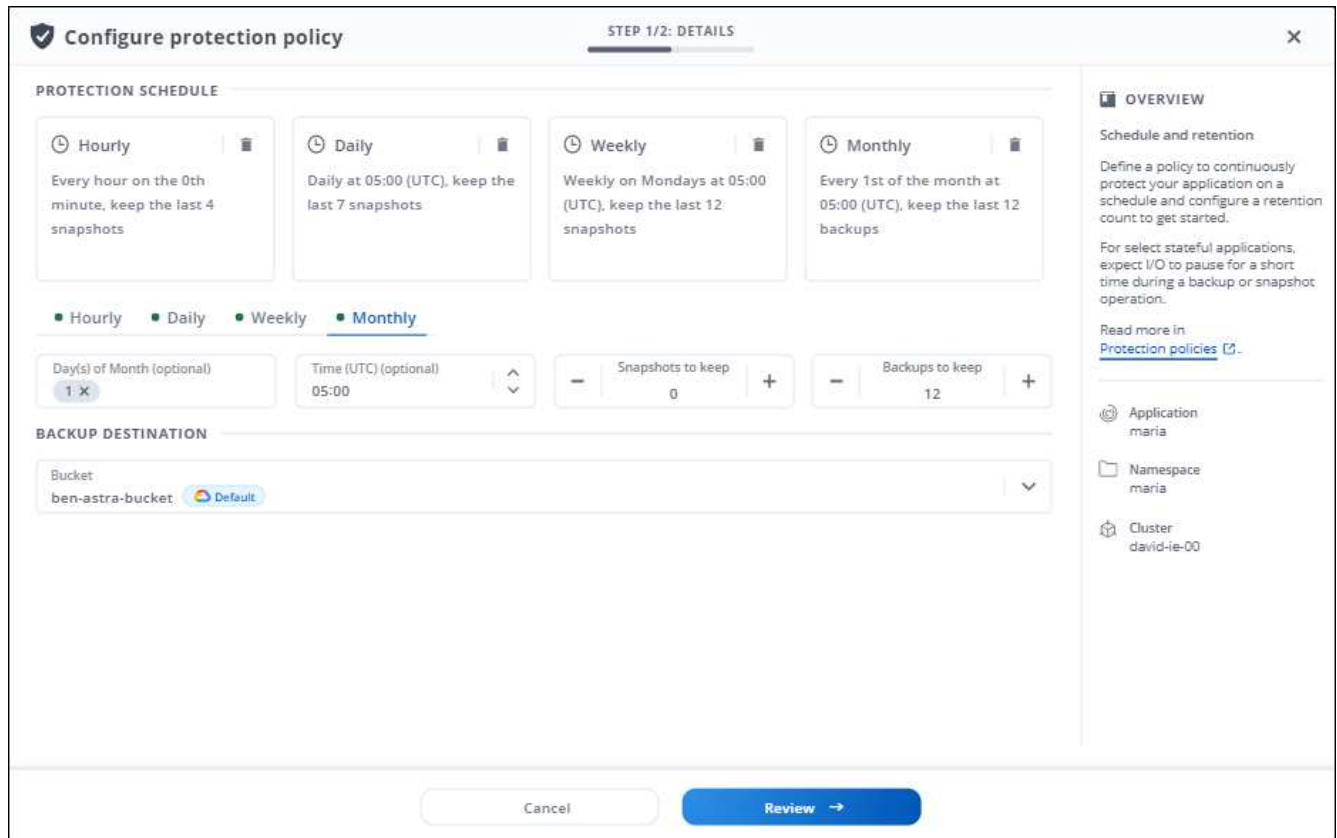 Configure protection policy
STEP 1/2: DETAILS
PROTECTION SCHEDULE
Hourly
Every hour on the 0th
minute, keep the last 4
snapshots
Daily
Daily at 05:00 (UTC), keep the
last 7 snapshots
Weekly
Weekly on Mondays at 05:00
(UTC), keep the last 12
snapshots
Monthly
Every 1st of the month at
05:00 (UTC), keep the last 12
backups
Hourly Daily Weekly Monthly
Day(s) of Month (optional)
1
Time (UTC) (optional)
05:00
Snapshots to keep
0
Backups to keep
12
BACKUP DESTINATION
Bucket
ben-astra-bucket Default
OVERVIEW
Schedule and retention
Define a policy to continuously
protect your application on a
schedule and configure a retention
count to get started.
For select stateful applications,
expect I/O to pause for a short
time during a backup or snapshot
operation.
Read more in
Protection policies .
Application
maria
Namespace
maria
Cluster
david-ie-00
Cancel
Review →